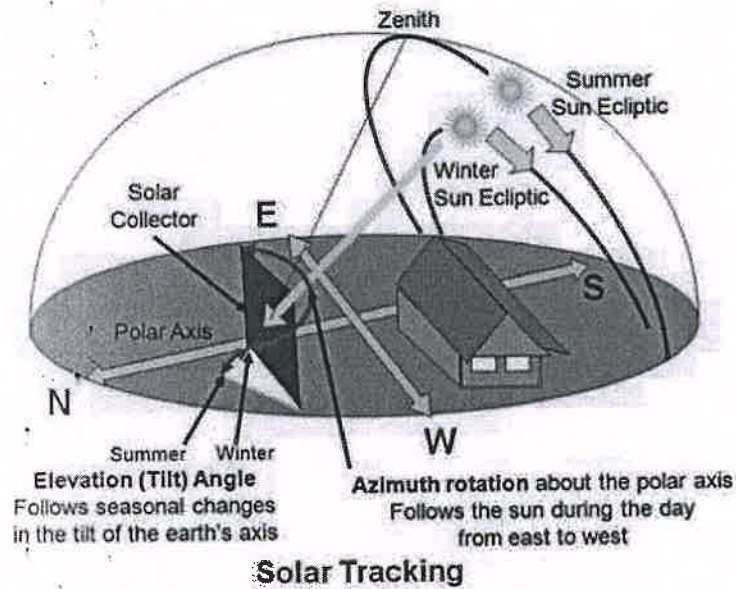 Zenith
Summer
Sun Ecliptic
Winter
Sun Ecliptic
Solar
Collector
E
S
Polar Axis
N
W
Summer Winter
Elevation (Tilt) Angle
Follows seasonal changes
in the tilt of the earth's axis
Azimuth rotation about the polar axis
Follows the sun during the day
from east to west
Solar Tracking